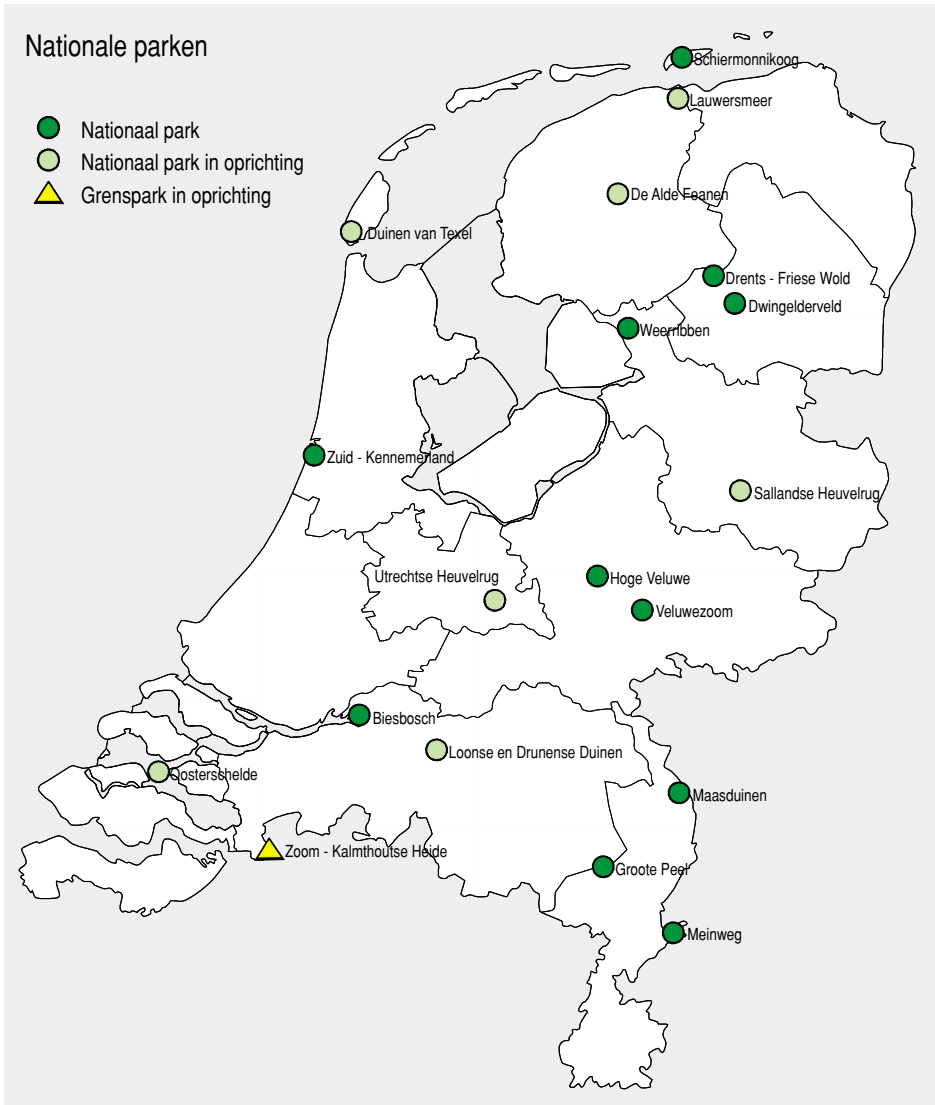 Nationale parken
Nationaal park
Nationaal park in oprichting
Grenspark in oprichting
Schiermonnikoog
Lauwersmeer
De Alde Feanen
Duinen van Texel
Drents - Friese Wold
Dwingelderveld
Weerribben
Zuid - Kennemerland
Sallandse Heuvelrug
Utrechtse Heuvelrug
Hoge Veluwe
Veluwezoom
Biesbosch
Loonse en Drunense Duinen
Oosterschelde
Maasduinen
Zoom - Kalmthoutse Heide
Groote Peel
Meinweg